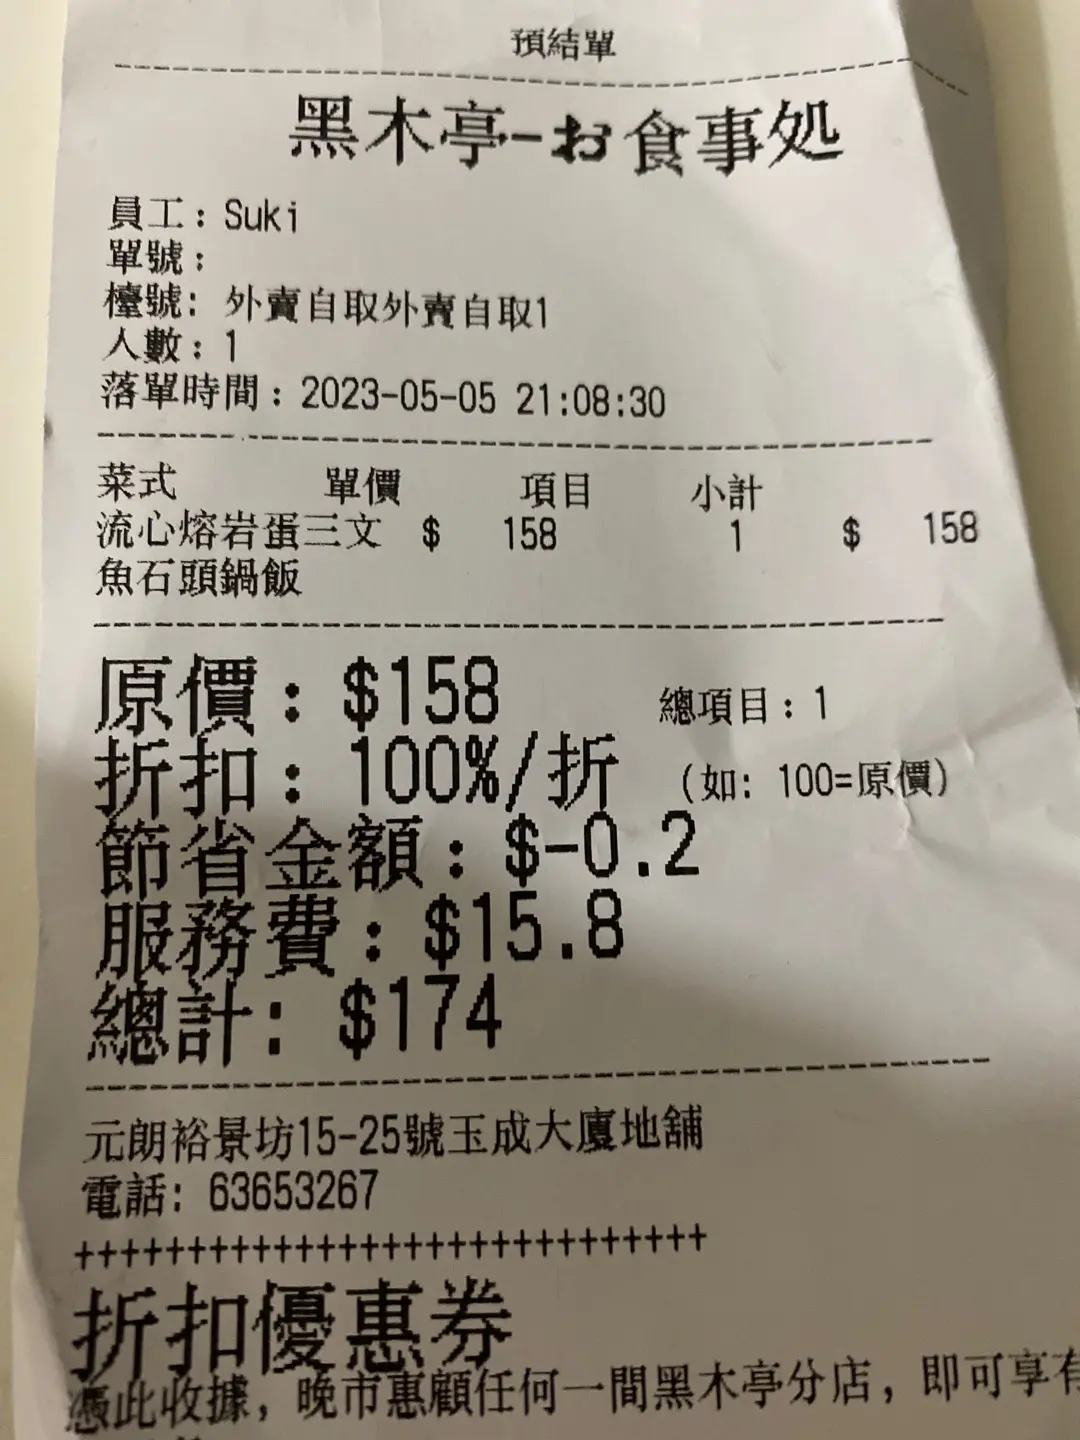 預結單
黑木亭-お食事処
員工：Suki
單號：
檯號: 外賣自取外賣自取1
人數：1
落單時間：2023-05-05 21:08:30
菜式 單價 項目 小計
流心熔岩蛋三文 $ 158 1 $ 158
魚石頭鍋飯
原價：$158 總項目：1
折扣：100%/折 (如: 100=原價)
節省金額：$-0.2
服務費：$15.8
總計：$174
元朗裕景坊15-25號玉成大廈地舖
電話: 63653267
++++++++++++++++++++++++++++++
折扣優惠券
憑此收據, 晚市惠顧任何一間黑木亭分店, 即可享有